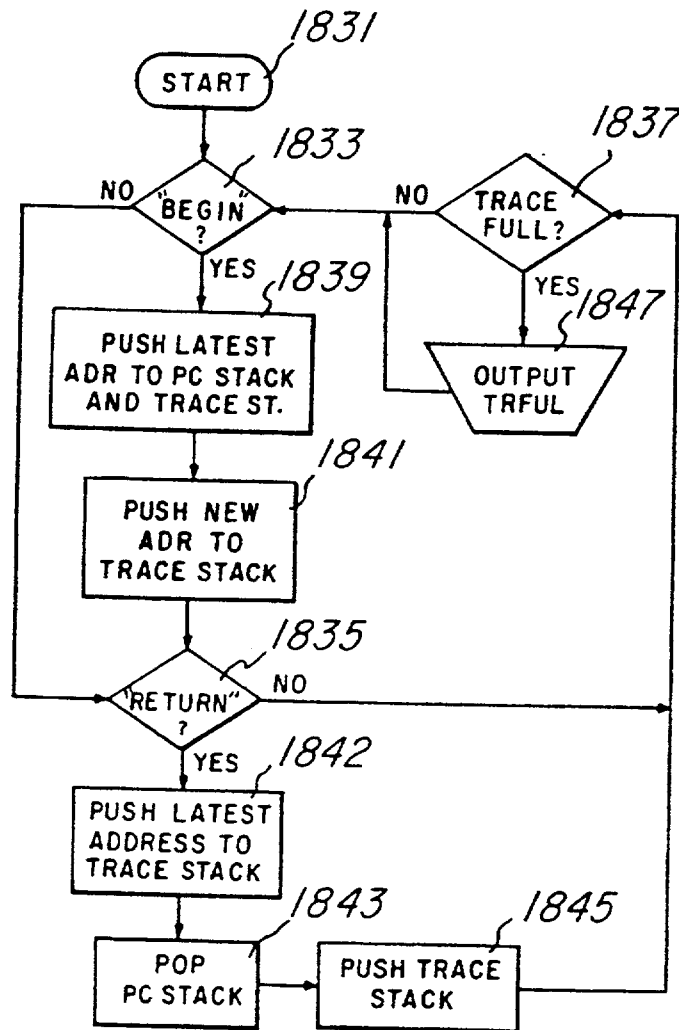 1831
START
1833
NO
"BEGIN"
?
YES
1837
NO
TRACE
FULL?
YES
1839
PUSH LATEST
ADR TO PC STACK
AND TRACE ST.
1847
OUTPUT
TRFUL
1841
PUSH NEW
ADR TO
TRACE STACK
1835
"RETURN"
?
NO
YES
1842
PUSH LATEST
ADDRESS TO
TRACE STACK
1843
POP
PC STACK
1845
PUSH TRACE
STACK